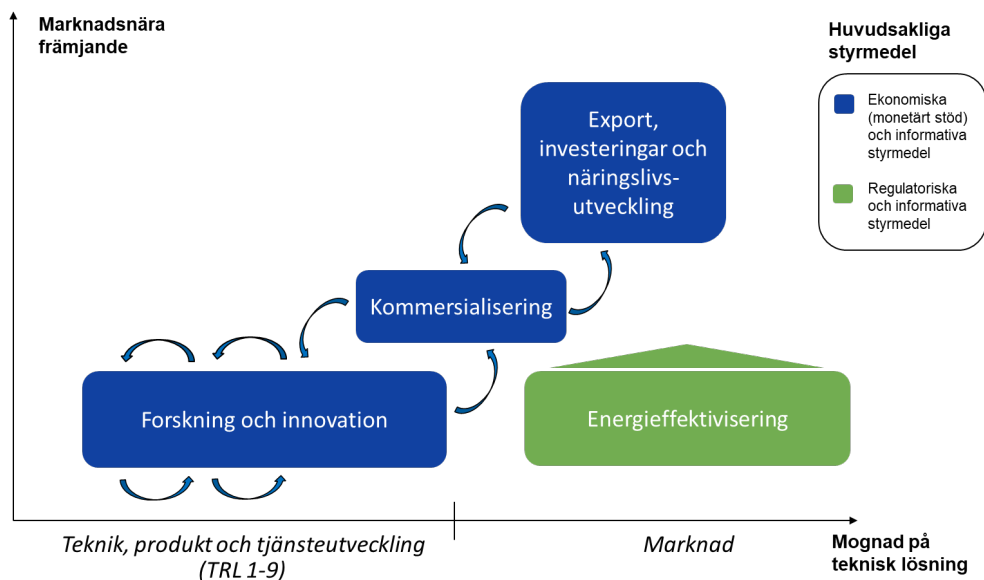 Marknadsnära
främjande
Huvudsakliga
styrmedel
Ekonomiska
(monetärt stöd)
och informativa
styrmedel
Regulatoriska
och informativa
styrmedel
Export,
investeringar och
näringslivs-
utveckling
Kommersialisering
Forskning och innovation
Energieffektivisering
Teknik, produkt och tjänsteutveckling
(TRL 1-9)
Marknad
Mognad på
teknisk lösning